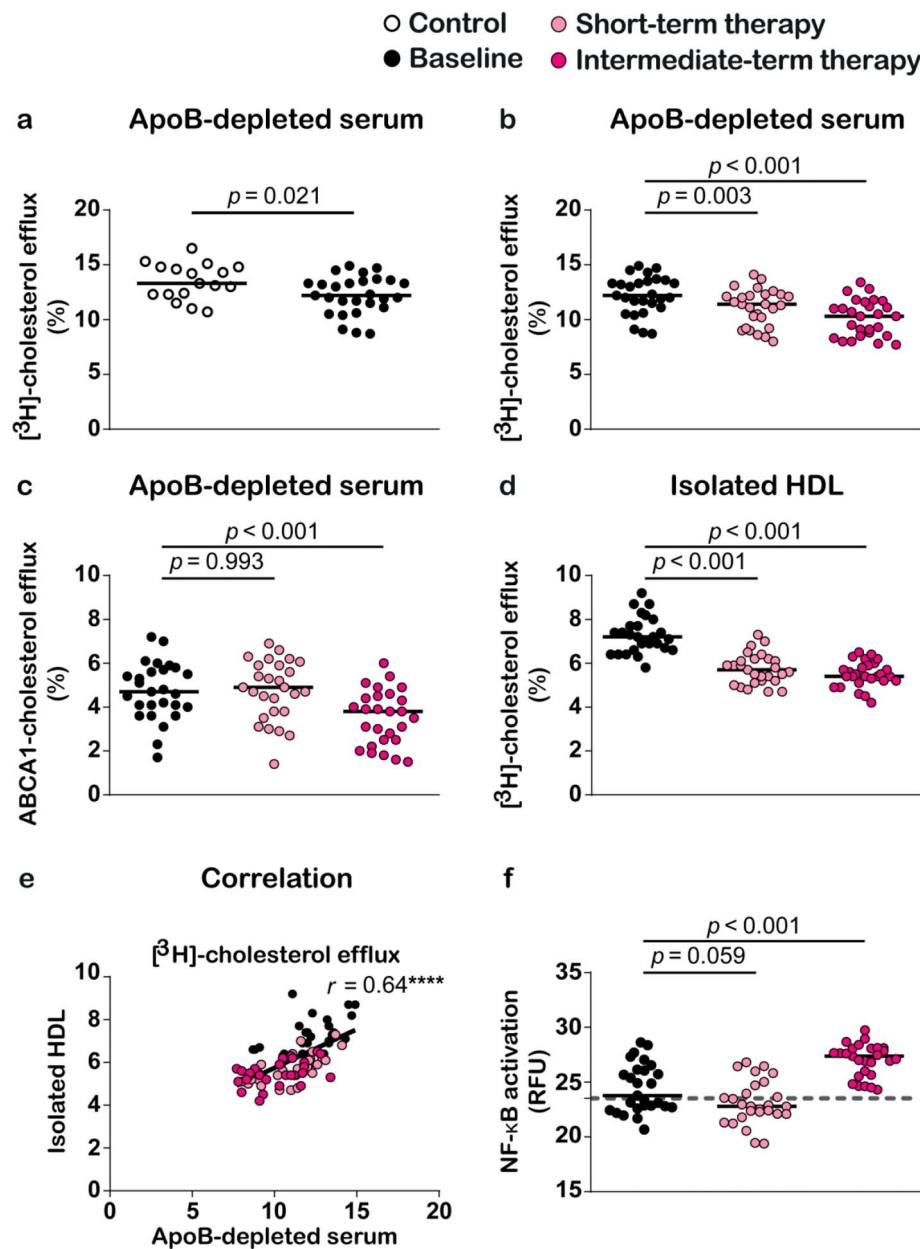 Control
Short-term therapy
Baseline
Intermediate-term therapy
a
ApoB-depleted serum
[³H]-cholesterol efflux
(%)
20
15
10
5
0
p = 0.021
b
ApoB-depleted serum
[³H]-cholesterol efflux
(%)
20
15
10
5
0
p < 0.001
p = 0.003
c
ApoB-depleted serum
ABCA1-cholesterol efflux
(%)
10
8
6
4
2
0
p < 0.001
p = 0.993
d
Isolated HDL
[³H]-cholesterol efflux
(%)
10
8
6
4
2
0
p < 0.001
p < 0.001
e
Correlation
[³H]-cholesterol efflux
r = 0.64****
Isolated HDL
10
8
6
4
2
0
0 5 10 15 20
ApoB-depleted serum
f
NF-κB activation
(RFU)
35
30
25
20
15
p < 0.001
p = 0.059